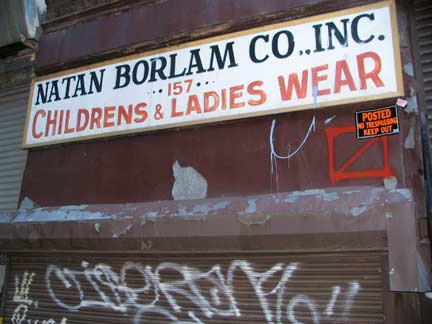 NATAN BORLAM CO., INC.
...157...
CHILDRENS & LADIES WEAR
POSTED
NO TRESPASSING
KEEP OUT